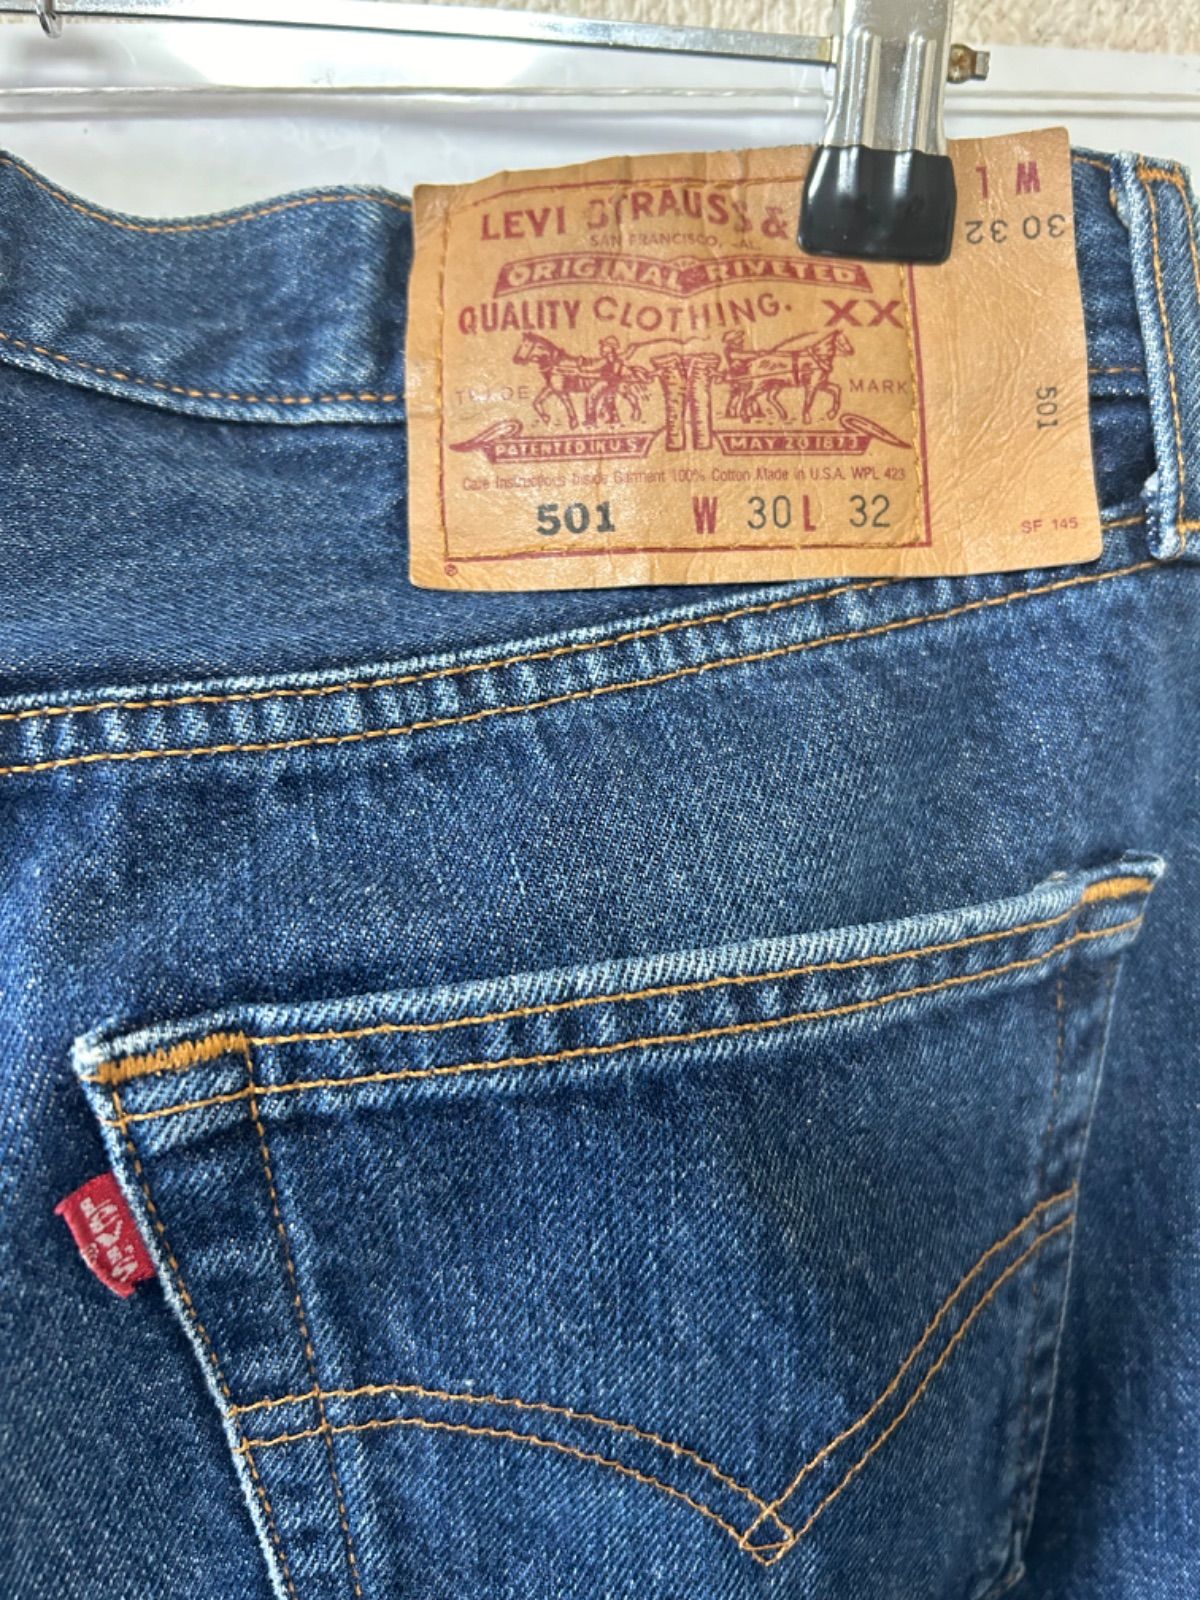 LEVI STRAUSS &
SAN FRANCISCO, CAL.
ORIGINAL RIVETED
QUALITY CLOTHING. XX
TRADE MARK
PATENTED IN U.S. MAY 20 1873
Care Instructions Inside Garment 100% Cotton Made in U.S.A. WPL 423
501 W 30 L 32
®
W L
30 32
501
SF 145
LEVI'S
®